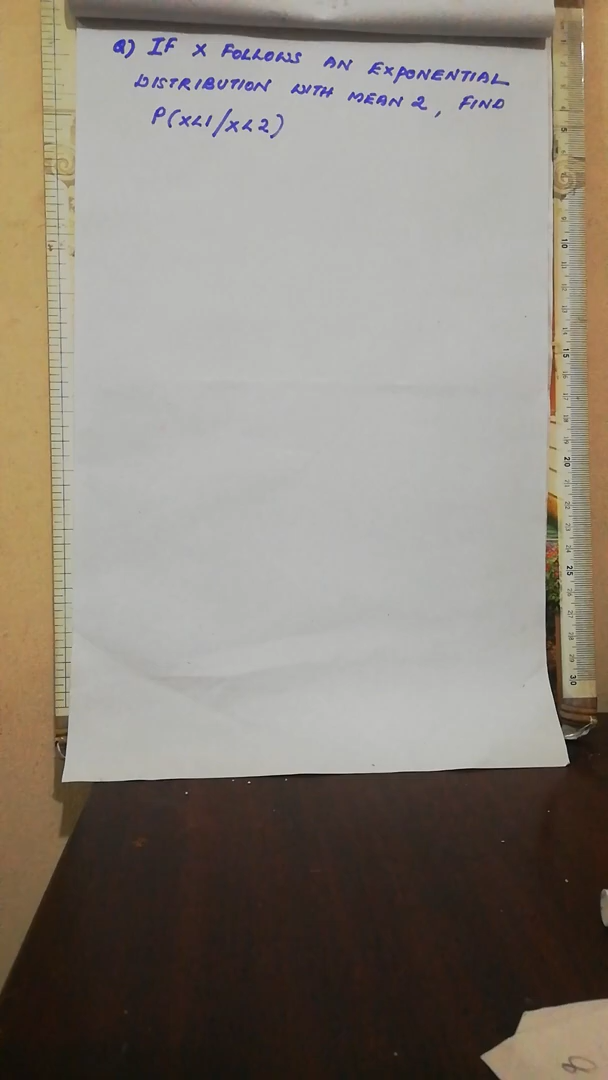 Q) IF X FOLLOWS AN EXPONENTIAL
DISTRIBUTION WITH MEAN 2, FIND
P(X<1/X<2)